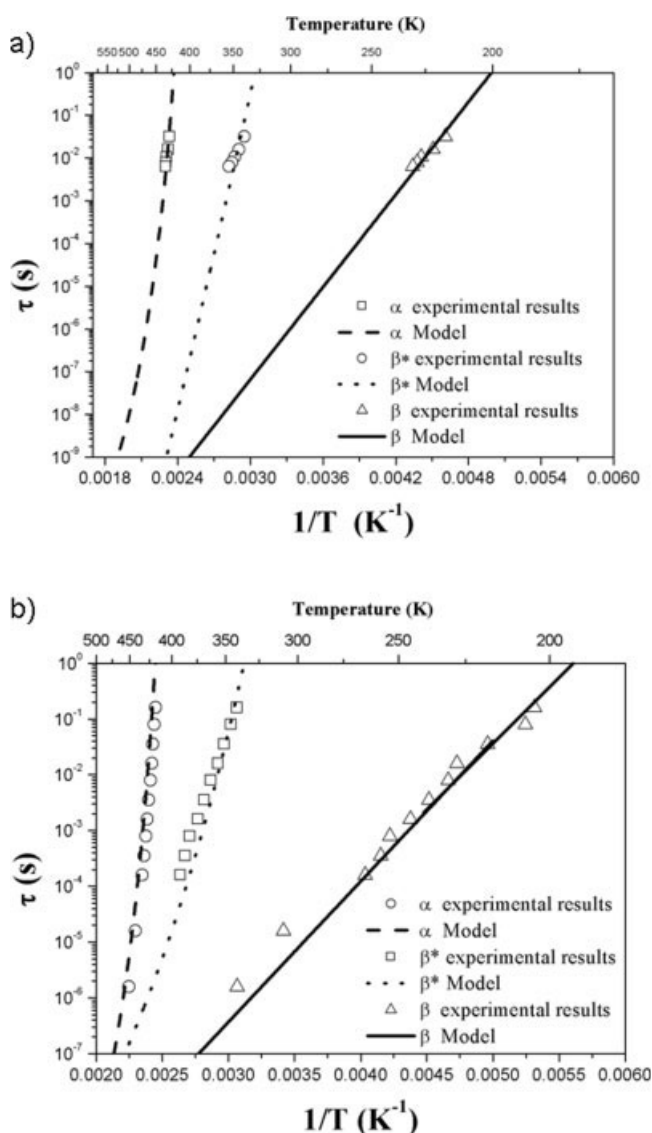 a)
Temperature (K)
550 500 450 400 350 300 250 200
10⁰
10⁻¹
10⁻²
10⁻³
10⁻⁴
10⁻⁵
10⁻⁶
10⁻⁷
10⁻⁸
10⁻⁹
τ (s)
α experimental results
α Model
β* experimental results
β* Model
β experimental results
β Model
0.0018 0.0024 0.0030 0.0036 0.0042 0.0048 0.0054 0.0060
1/T (K⁻¹)
b)
Temperature (K)
500 450 400 350 300 250 200
10⁰
10⁻¹
10⁻²
10⁻³
10⁻⁴
10⁻⁵
10⁻⁶
10⁻⁷
τ (s)
α experimental results
α Model
β* experimental results
β* Model
β experimental results
β Model
0.0020 0.0025 0.0030 0.0035 0.0040 0.0045 0.0050 0.0055 0.0060
1/T (K⁻¹)